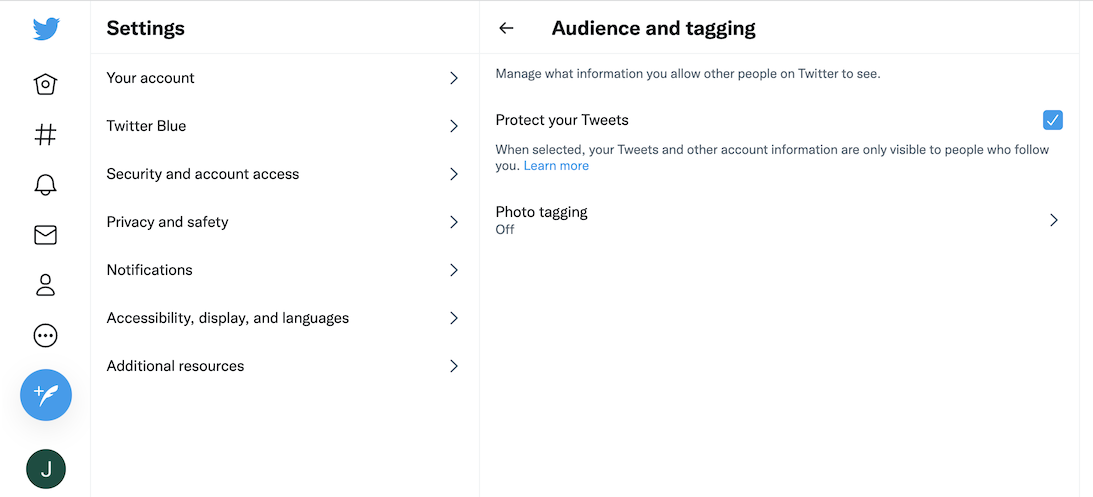 Settings
Your account
Twitter Blue
Security and account access
Privacy and safety
Notifications
Accessibility, display, and languages
Additional resources
J
Audience and tagging
Manage what information you allow other people on Twitter to see.
Protect your Tweets
When selected, your Tweets and other account information are only visible to people who follow
you. Learn more
Photo tagging
Off